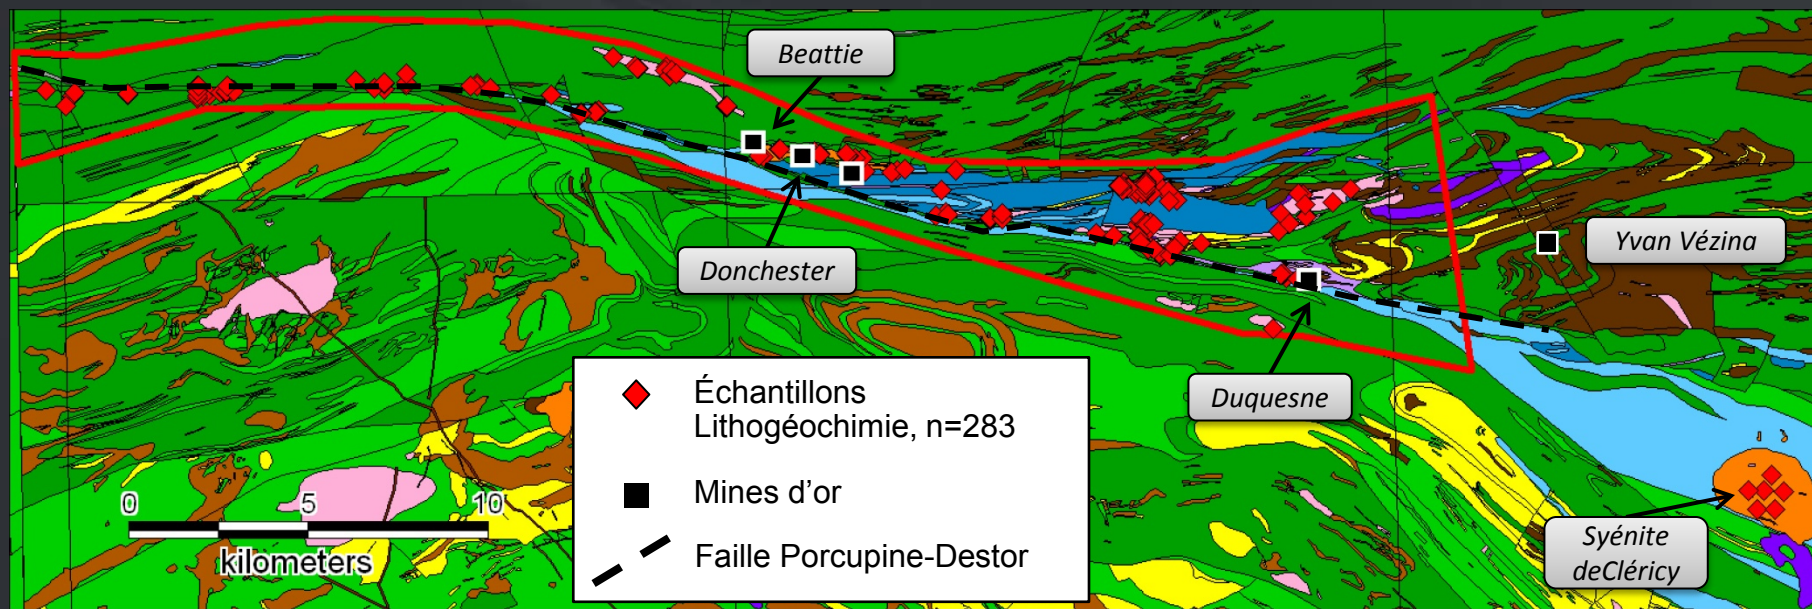 Beattie
Donchester
Yvan Vézina
Duquesne
Échantillons
Lithogéochimie, n=283
Mines d'or
Faille Porcupine-Destor
0 5 10
kilometers
Syénite
deCléricy